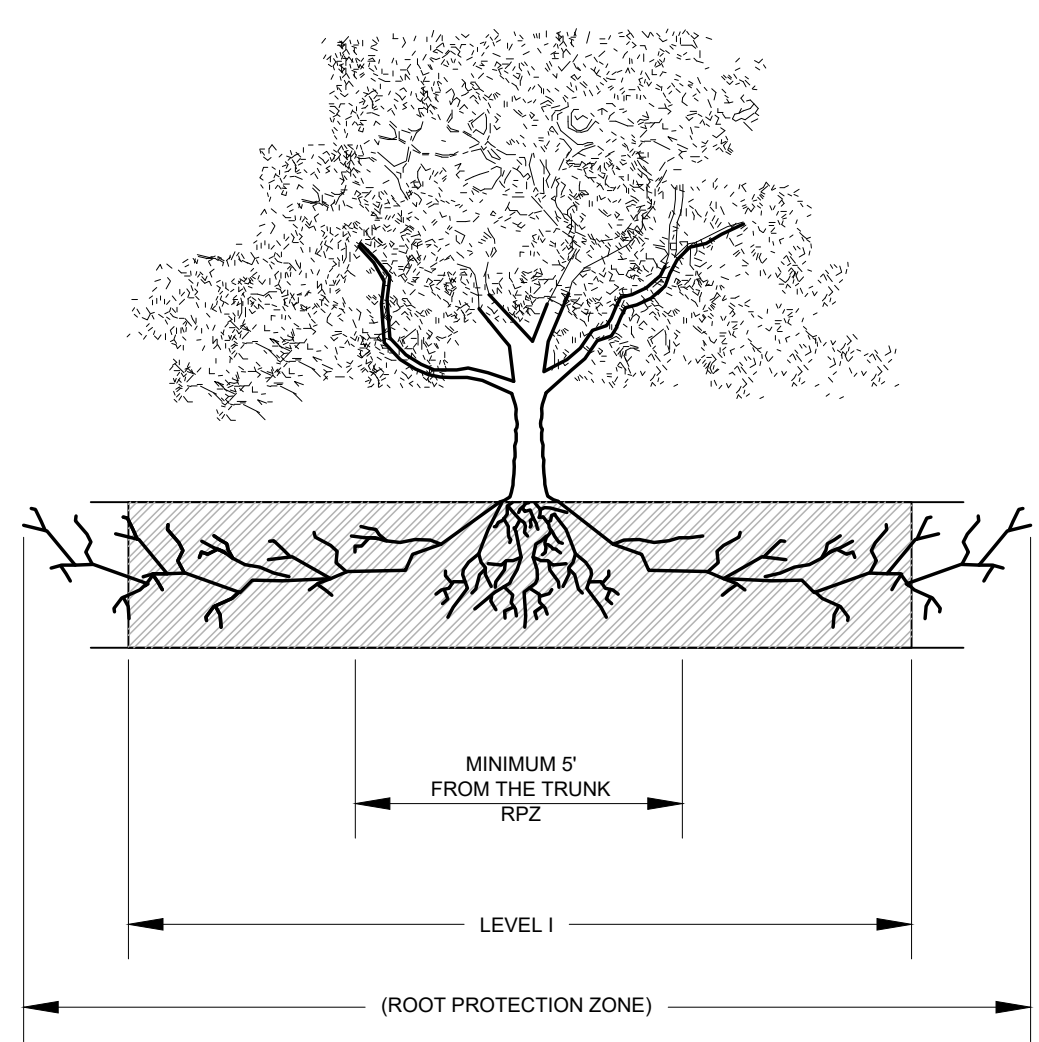 MINIMUM 5'
FROM THE TRUNK
RPZ
LEVEL I
(ROOT PROTECTION ZONE)